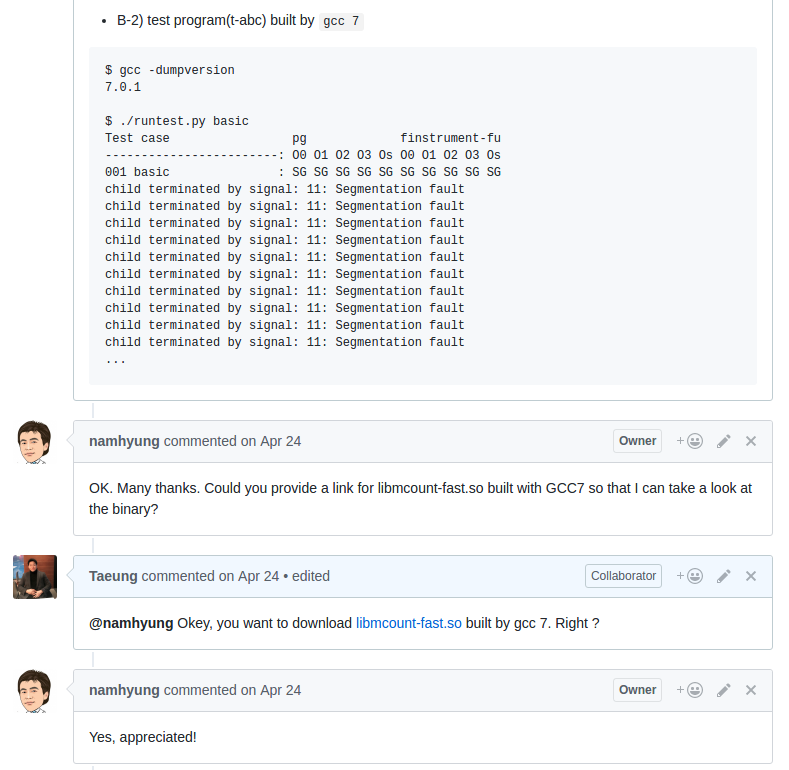 B-2) test program(t-abc) built by gcc 7
$ gcc -dumpversion
7.0.1
$ ./runtest.py basic
Test case                 pg             finstrument-fu
------------------------: O0 O1 O2 O3 Os O0 O1 O2 O3 Os
001 basic               : SG SG SG SG SG SG SG SG SG SG
child terminated by signal: 11: Segmentation fault
child terminated by signal: 11: Segmentation fault
child terminated by signal: 11: Segmentation fault
child terminated by signal: 11: Segmentation fault
child terminated by signal: 11: Segmentation fault
child terminated by signal: 11: Segmentation fault
child terminated by signal: 11: Segmentation fault
child terminated by signal: 11: Segmentation fault
child terminated by signal: 11: Segmentation fault
child terminated by signal: 11: Segmentation fault
...
namhyung commented on Apr 24 Owner
OK. Many thanks. Could you provide a link for libmcount-fast.so built with GCC7 so that I can take a look at
the binary?
Taeung commented on Apr 24 • edited Collaborator
@namhyung Okey, you want to download libmcount-fast.so built by gcc 7. Right ?
namhyung commented on Apr 24 Owner
Yes, appreciated!